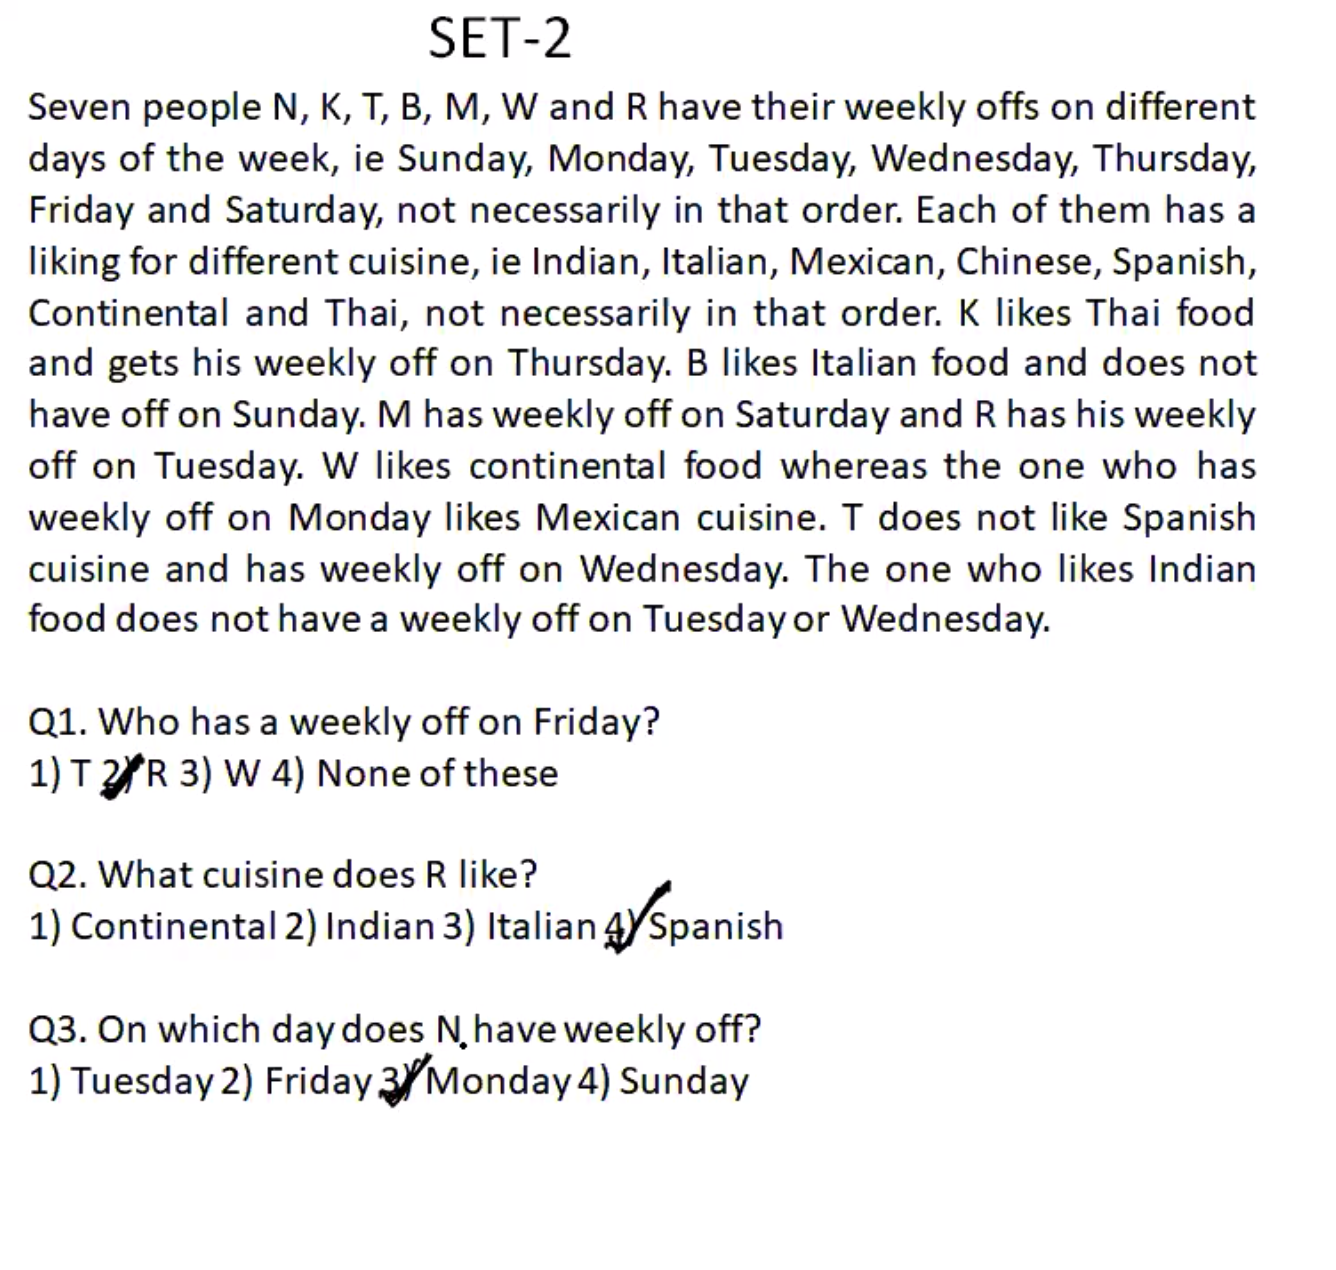 SET-2
Seven people N, K, T, B, M, W and R have their weekly offs on different
days of the week, ie Sunday, Monday, Tuesday, Wednesday, Thursday,
Friday and Saturday, not necessarily in that order. Each of them has a
liking for different cuisine, ie Indian, Italian, Mexican, Chinese, Spanish,
Continental and Thai, not necessarily in that order. K likes Thai food
and gets his weekly off on Thursday. B likes Italian food and does not
have off on Sunday. M has weekly off on Saturday and R has his weekly
off on Tuesday. W likes continental food whereas the one who has
weekly off on Monday likes Mexican cuisine. T does not like Spanish
cuisine and has weekly off on Wednesday. The one who likes Indian
food does not have a weekly off on Tuesday or Wednesday.
Q1. Who has a weekly off on Friday?
1) T 2) R 3) W 4) None of these
Q2. What cuisine does R like?
1) Continental 2) Indian 3) Italian 4) Spanish
Q3. On which day does N have weekly off?
1) Tuesday 2) Friday 3) Monday 4) Sunday